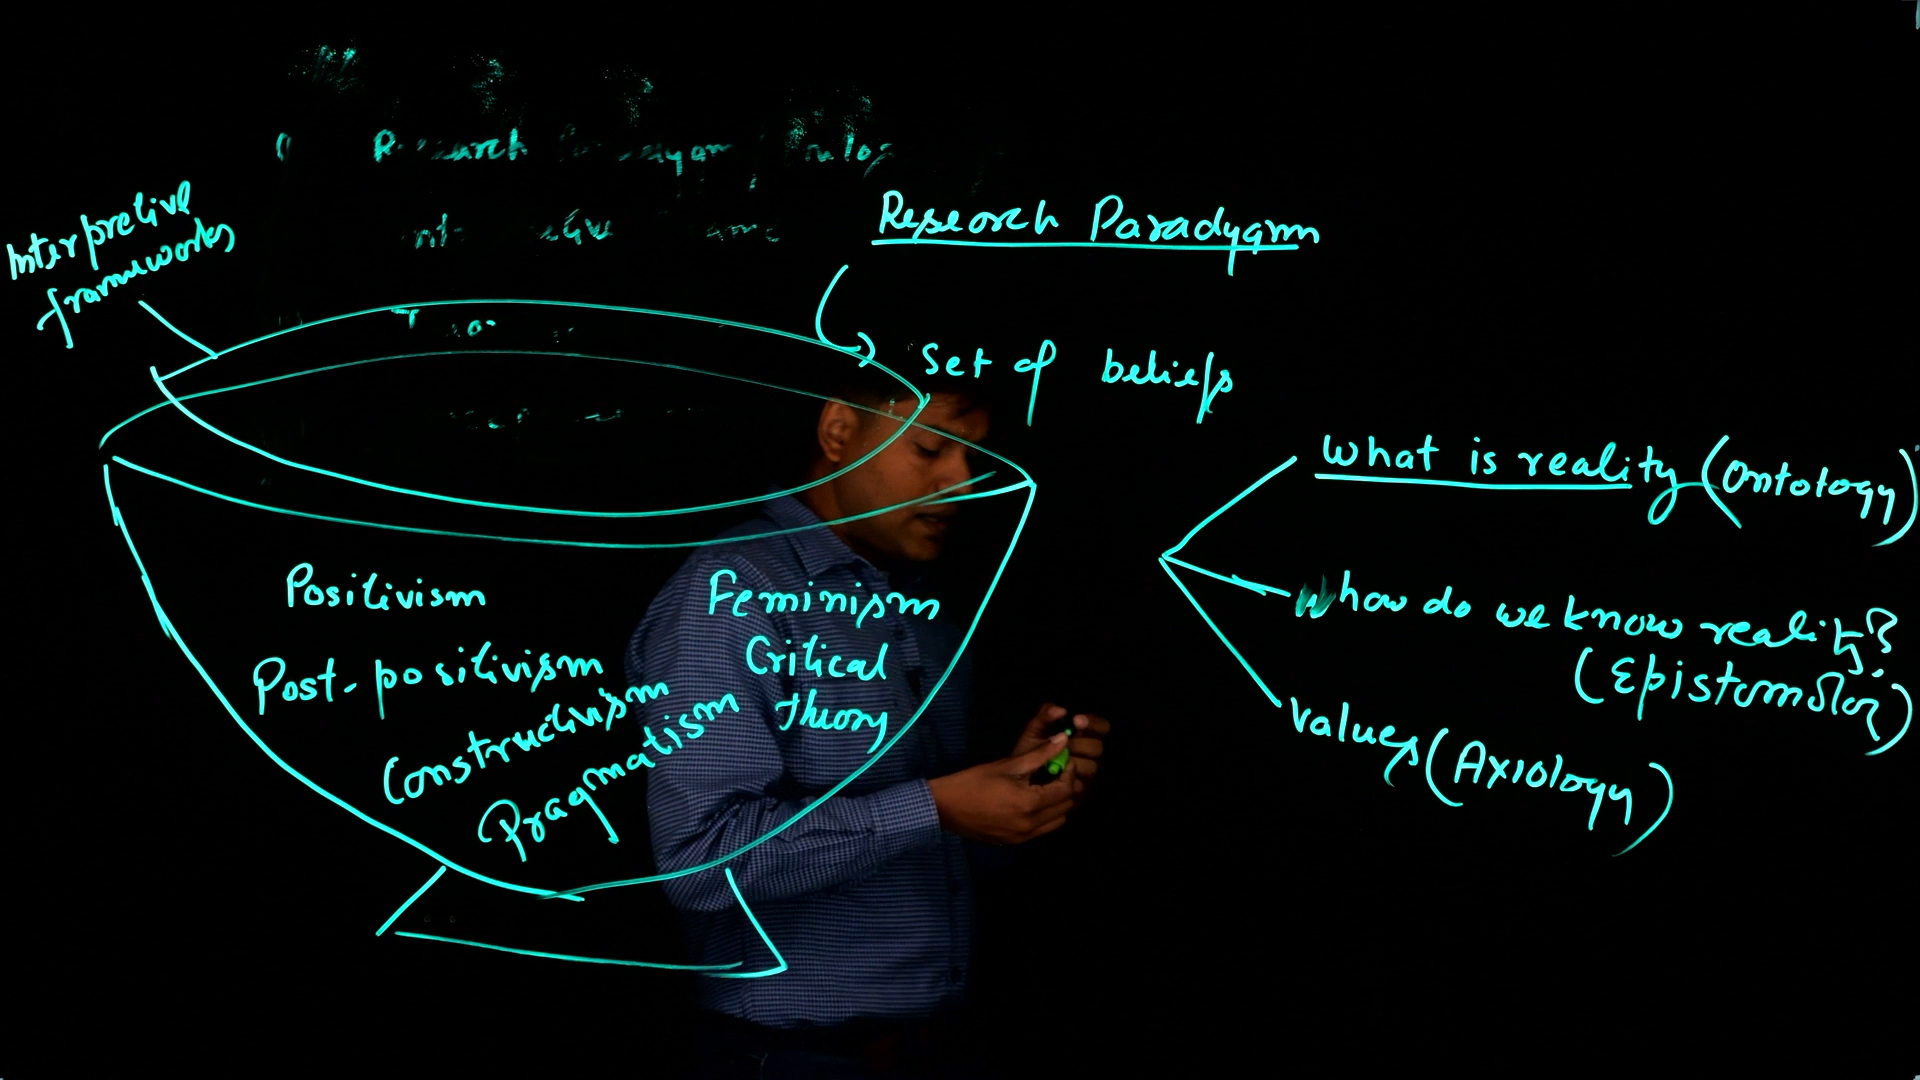 Interpretive
frameworks
Research Paradygm
Set of beliefs
What is reality (Ontology)
how do we know reality?
(Epistomology)
Values (Axiology)
Positivism
Post-positivism
Constructivism
Pragmatism
Feminism
Critical
theory